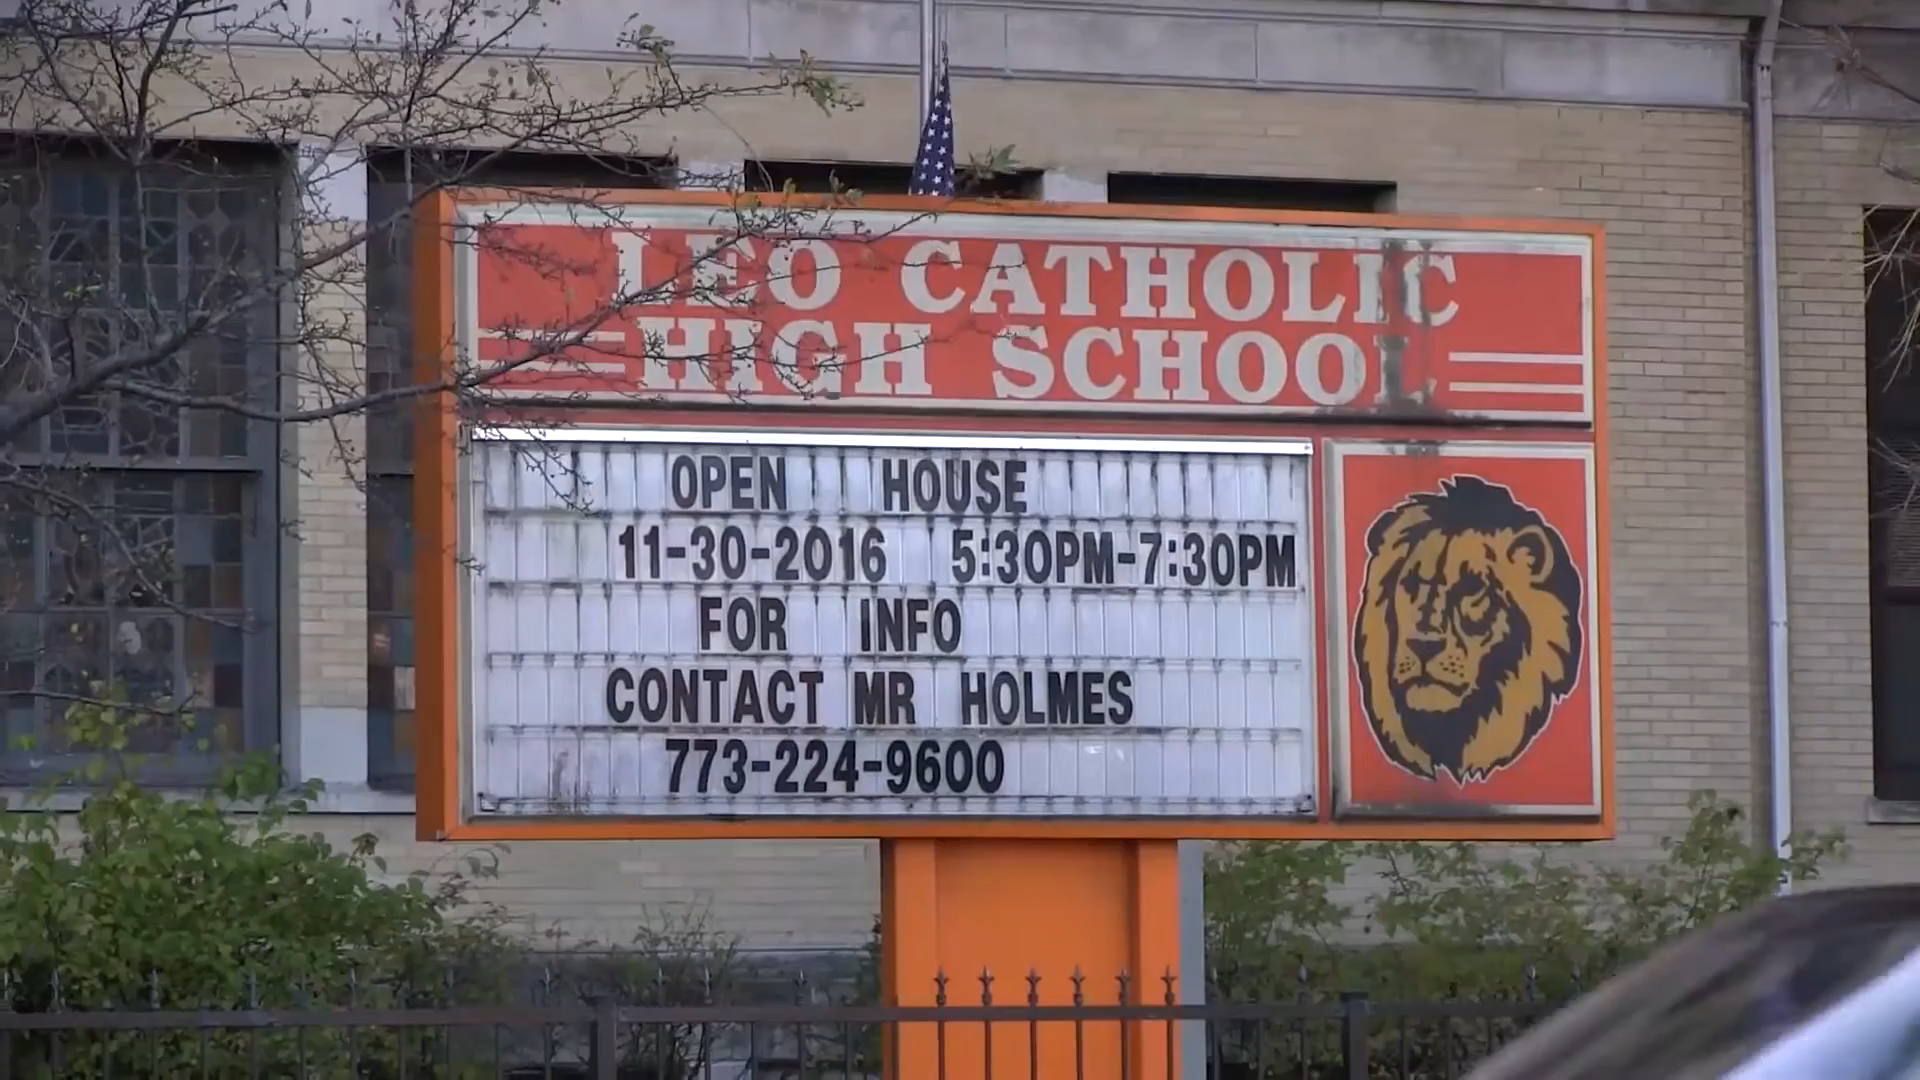 LEO CATHOLIC
HIGH SCHOOL
OPEN HOUSE
11-30-2016 5:30PM-7:30PM
FOR INFO
CONTACT MR HOLMES
773-224-9600